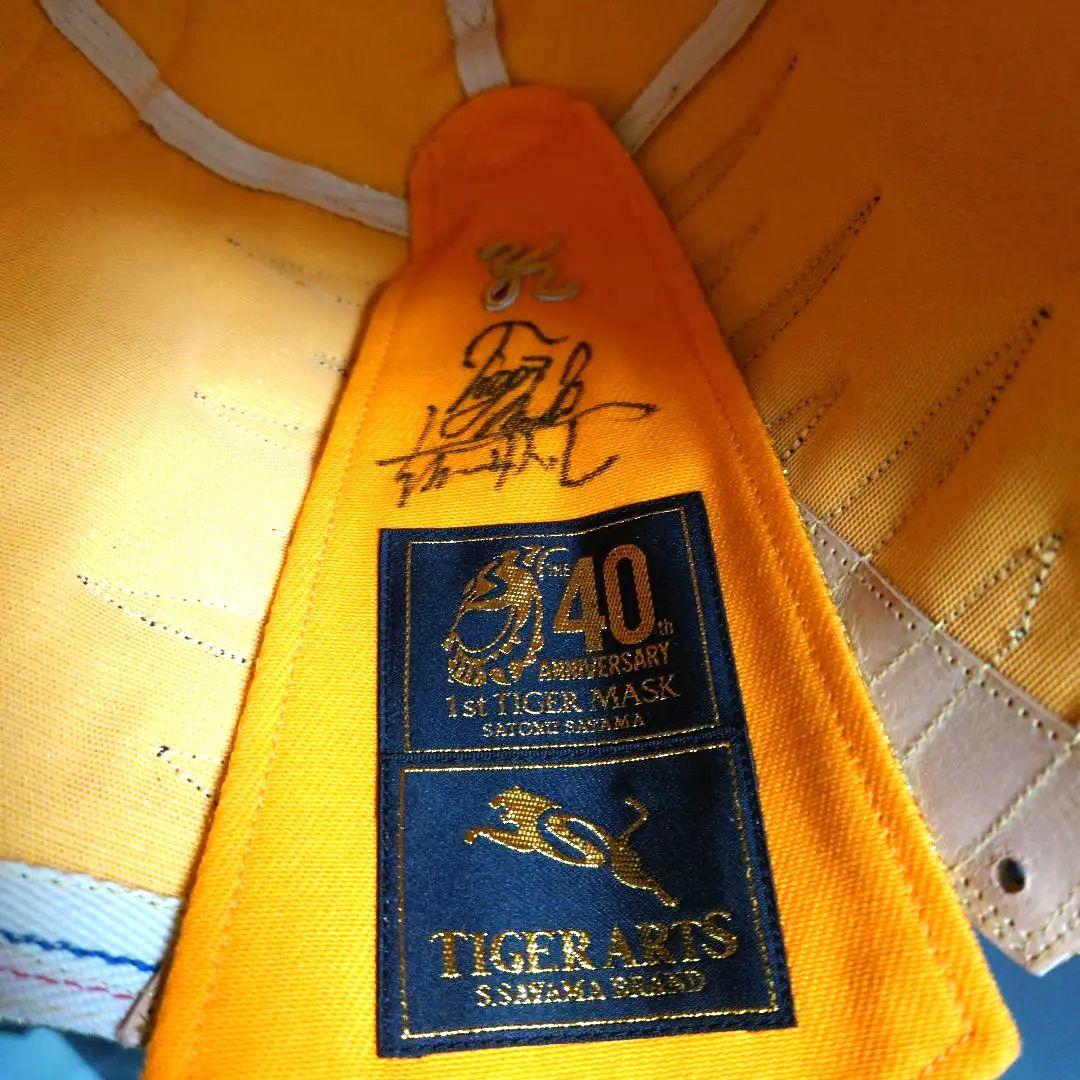 The
40th
ANNIVERSARY
1st TIGER MASK
SATORU SAYAMA
TIGER ARTS
S.SAYAMA BRAND